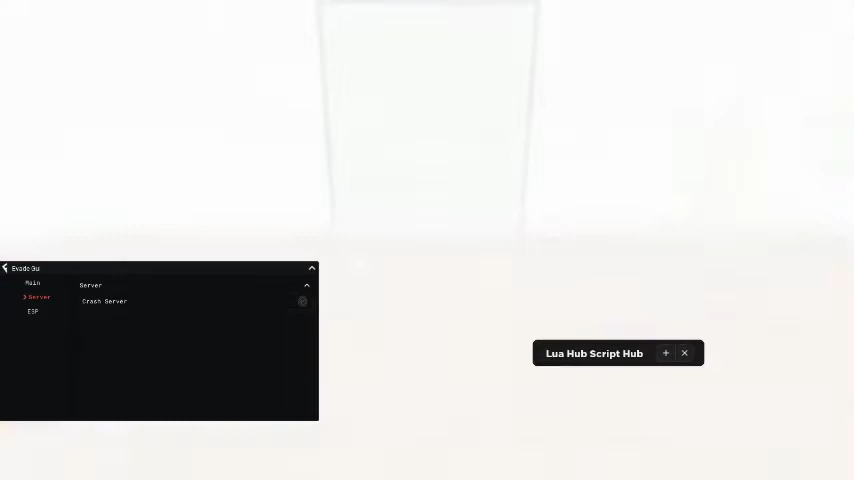 Evade Gui
Main
Server
ESP
Server
Crash Server
Lua Hub Script Hub